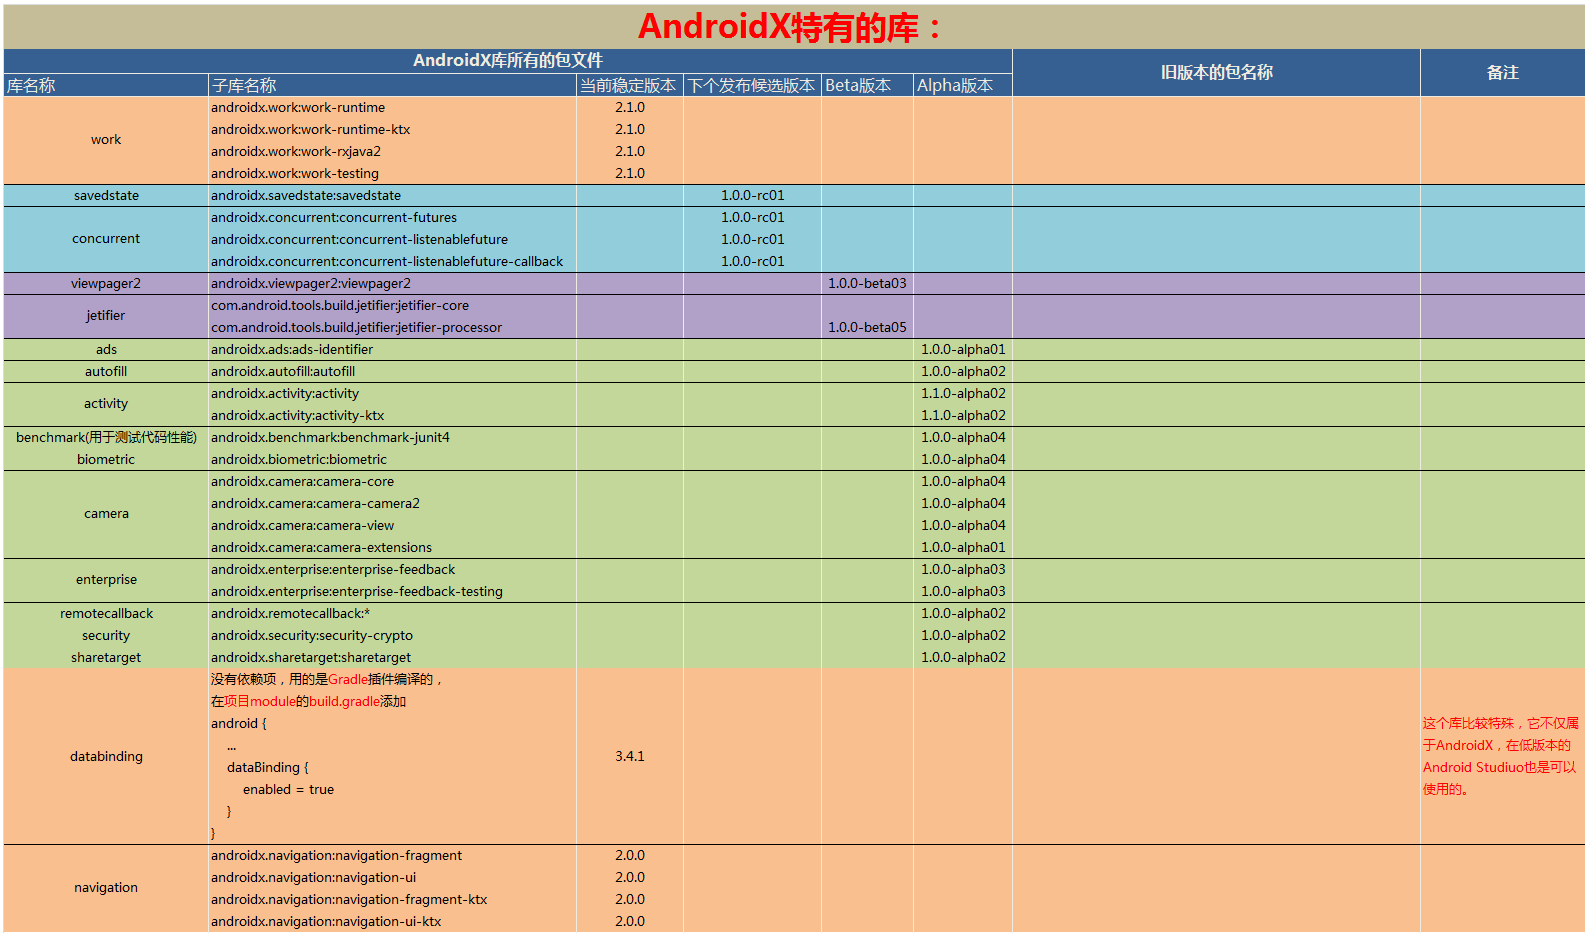 AndroidX特有的库：
AndroidX库所有的包文件 旧版本的包名称 备注
库名称 子库名称 当前稳定版本 下个发布候选版本 Beta版本 Alpha版本
work
androidx.work:work-runtime 2.1.0
androidx.work:work-runtime-ktx 2.1.0
androidx.work:work-rxjava2 2.1.0
androidx.work:work-testing 2.1.0
savedstate androidx.savedstate:savedstate 1.0.0-rc01
concurrent
androidx.concurrent:concurrent-futures 1.0.0-rc01
androidx.concurrent:concurrent-listenablefuture 1.0.0-rc01
androidx.concurrent:concurrent-listenablefuture-callback 1.0.0-rc01
viewpager2 androidx.viewpager2:viewpager2 1.0.0-beta03
jetifier
com.android.tools.build.jetifier:jetifier-core
com.android.tools.build.jetifier:jetifier-processor 1.0.0-beta05
ads androidx.ads:ads-identifier 1.0.0-alpha01
autofill androidx.autofill:autofill 1.0.0-alpha02
activity
androidx.activity:activity 1.1.0-alpha02
androidx.activity:activity-ktx 1.1.0-alpha02
benchmark(用于测试代码性能) androidx.benchmark:benchmark-junit4 1.0.0-alpha04
biometric androidx.biometric:biometric 1.0.0-alpha04
camera
androidx.camera:camera-core 1.0.0-alpha04
androidx.camera:camera-camera2 1.0.0-alpha04
androidx.camera:camera-view 1.0.0-alpha04
androidx.camera:camera-extensions 1.0.0-alpha01
enterprise
androidx.enterprise:enterprise-feedback 1.0.0-alpha03
androidx.enterprise:enterprise-feedback-testing 1.0.0-alpha03
remotecallback androidx.remotecallback:* 1.0.0-alpha02
security androidx.security:security-crypto 1.0.0-alpha02
sharetarget androidx.sharetarget:sharetarget 1.0.0-alpha02
databinding
没有依赖项，用的是Gradle插件编译的，
在项目module的build.gradle添加
android {
...
dataBinding {
enabled = true
}
}
3.4.1
这个库比较特殊，它不仅属
于AndroidX，在低版本的
Android Studiuo也是可以
使用的。
navigation
androidx.navigation:navigation-fragment 2.0.0
androidx.navigation:navigation-ui 2.0.0
androidx.navigation:navigation-fragment-ktx 2.0.0
androidx.navigation:navigation-ui-ktx 2.0.0